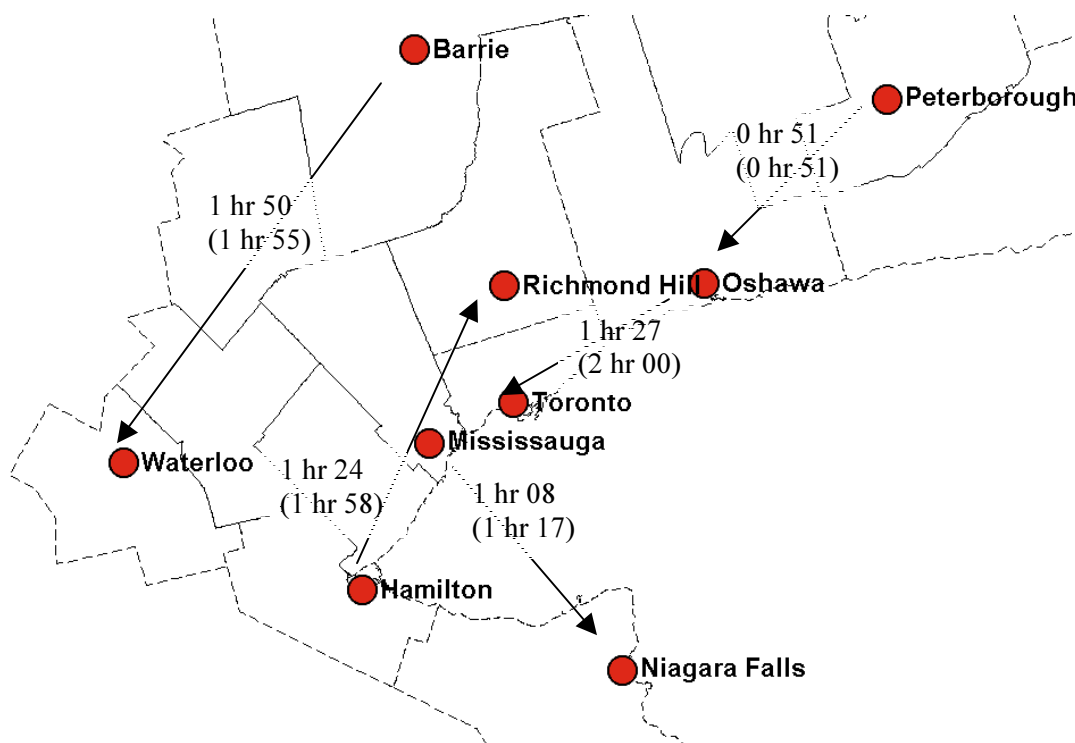 Barrie
Peterborough
0 hr 51
(0 hr 51)
1 hr 50
(1 hr 55)
Richmond Hill
Oshawa
1 hr 27
(2 hr 00)
Toronto
Mississauga
Waterloo
1 hr 24
(1 hr 58)
1 hr 08
(1 hr 17)
Hamilton
Niagara Falls